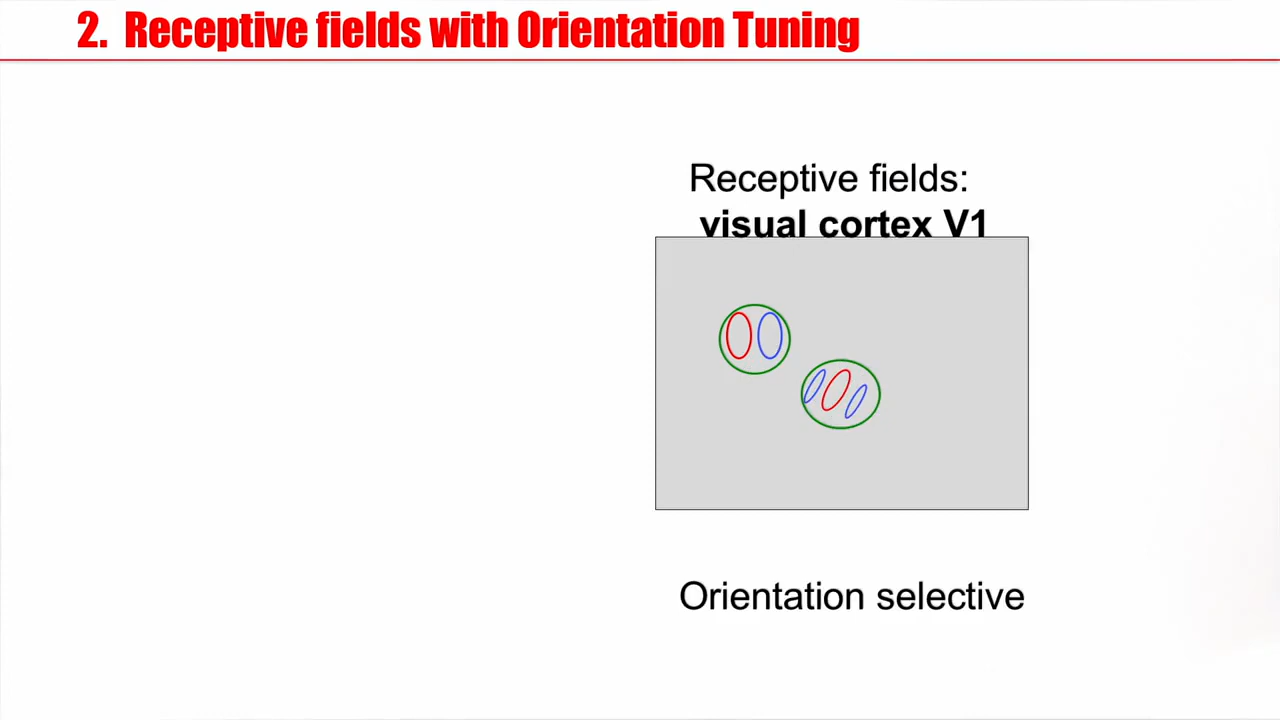 2. Receptive fields with Orientation Tuning
Receptive fields:
visual cortex V1
Orientation selective